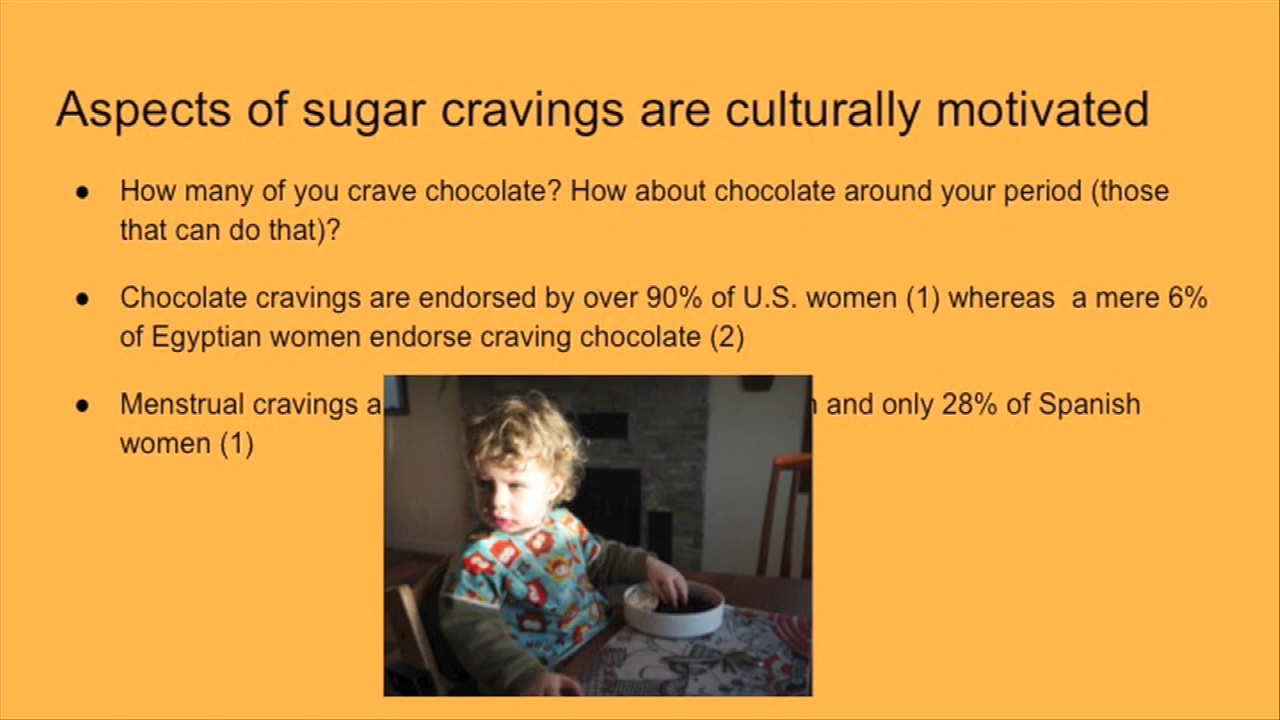 Aspects of sugar cravings are culturally motivated
● How many of you crave chocolate? How about chocolate around your period (those
that can do that)?
● Chocolate cravings are endorsed by over 90% of U.S. women (1) whereas  a mere 6%
of Egyptian women endorse craving chocolate (2)
● Menstrual cravings and only 28% of Spanish
women (1)